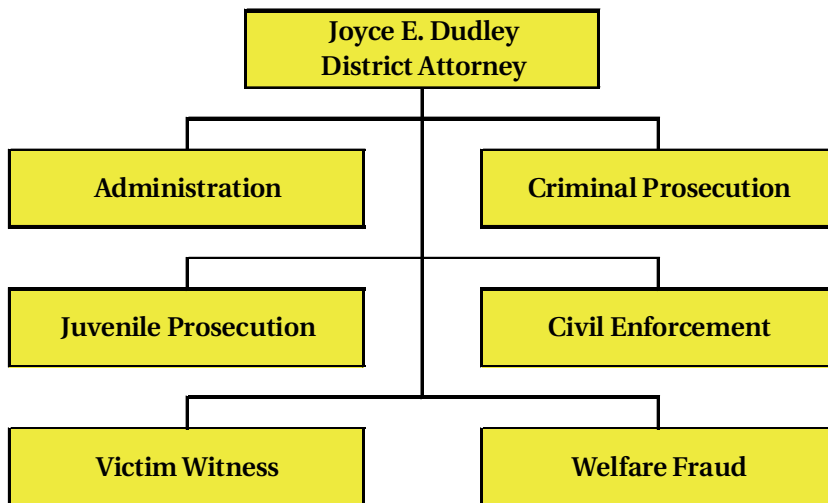 Joyce E. Dudley
District Attorney
Administration
Criminal Prosecution
Juvenile Prosecution
Civil Enforcement
Victim Witness
Welfare Fraud